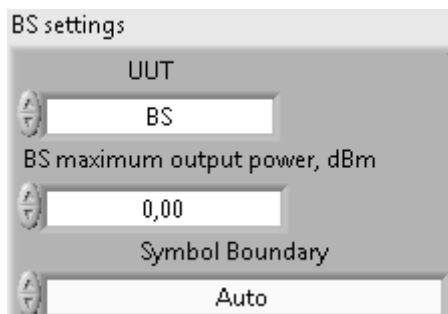 BS settings
UUT
BS
BS maximum output power, dBm
0,00
Symbol Boundary
Auto